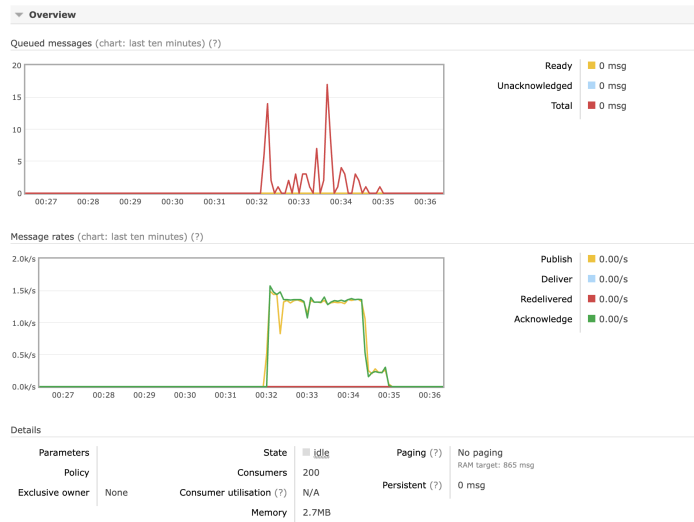 Overview
Queued messages (chart: last ten minutes) (?)
20
15
10
5
0
00:27 00:28 00:29 00:30 00:31 00:32 00:33 00:34 00:35 00:36
Ready 0 msg
Unacknowledged 0 msg
Total 0 msg
Message rates (chart: last ten minutes) (?)
2.0k/s
1.5k/s
1.0k/s
0.5k/s
0.0k/s
00:27 00:28 00:29 00:30 00:31 00:32 00:33 00:34 00:35 00:36
Publish 0.00/s
Deliver 0.00/s
Redelivered 0.00/s
Acknowledge 0.00/s
Details
Parameters
Policy
Exclusive owner None
State idle
Consumers 200
Consumer utilisation (?) N/A
Memory 2.7MB
Paging (?) No paging
RAM target: 865 msg
Persistent (?) 0 msg